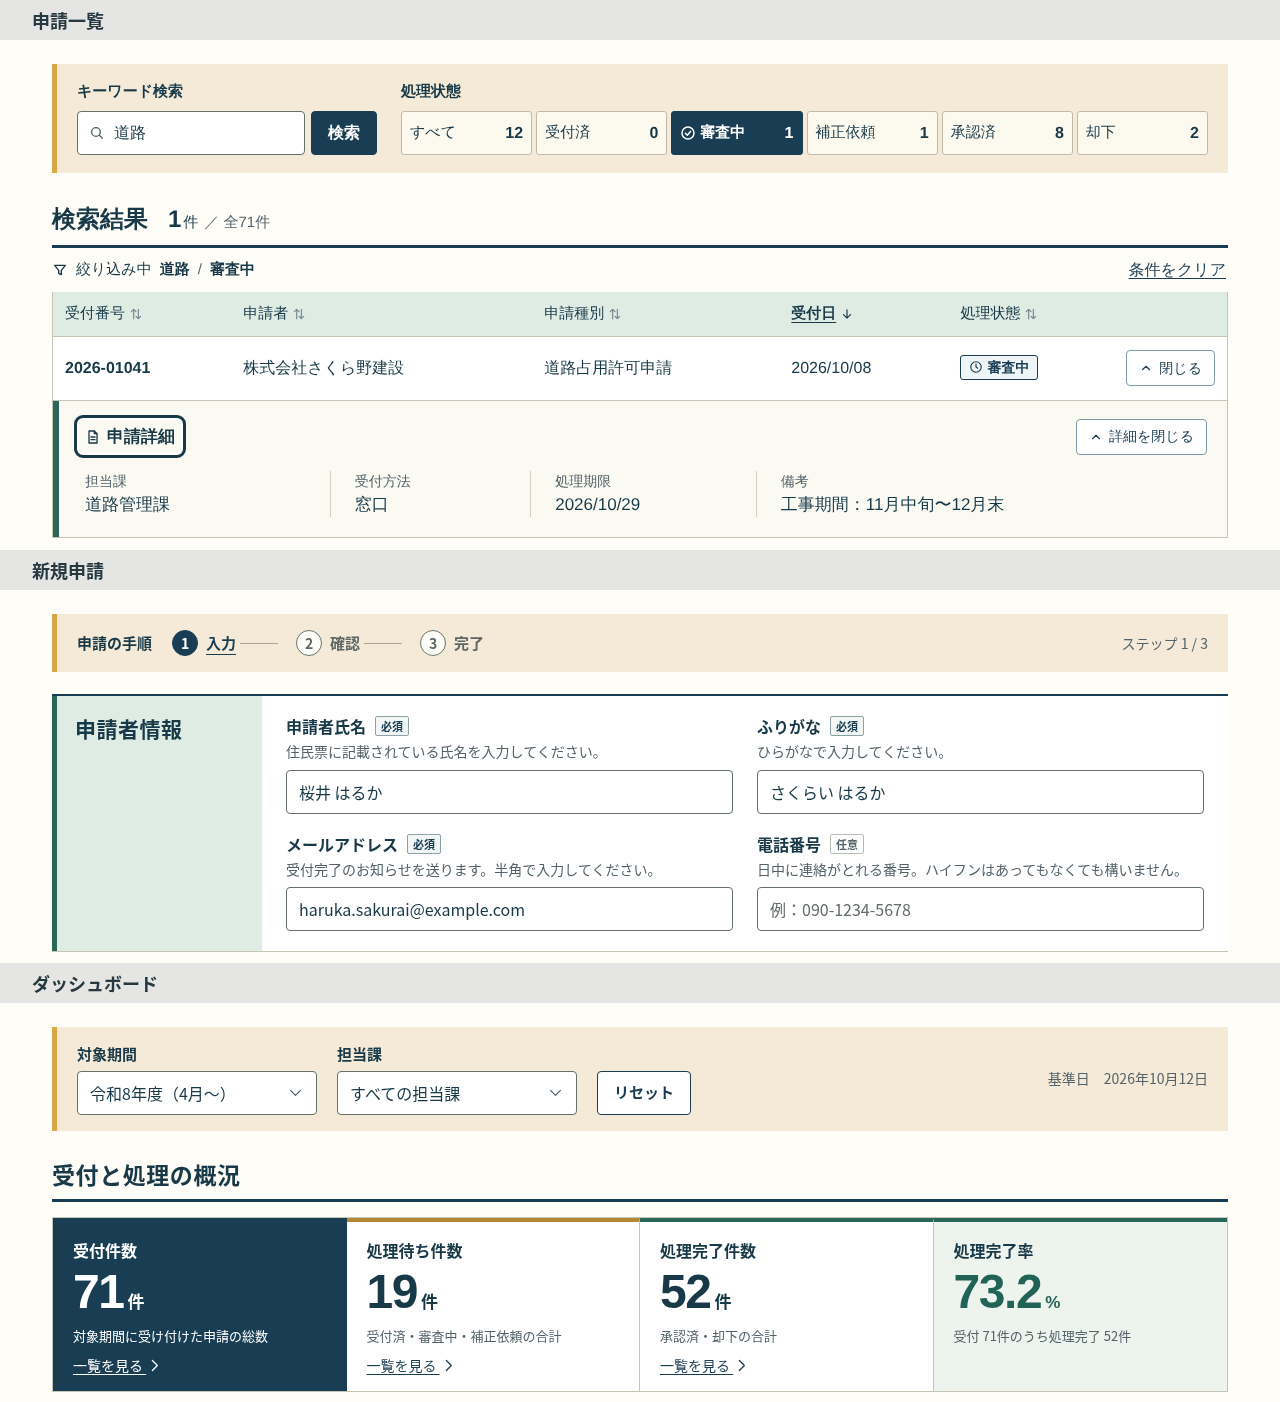 申請一覧
キーワード検索 処理状態
道路 検索 すべて 12 受付済 0 審査中 1 補正依頼 1 承認済 8 却下 2
検索結果 1件 ／ 全71件
絞り込み中 道路 / 審査中 条件をクリア
受付番号 申請者 申請種別 受付日 処理状態
2026-01041 株式会社さくら野建設 道路占用許可申請 2026/10/08 審査中 閉じる
申請詳細 詳細を閉じる
担当課 受付方法 処理期限 備考
道路管理課 窓口 2026/10/29 工事期間：11月中旬〜12月末
新規申請
申請の手順 1 入力 2 確認 3 完了 ステップ 1 / 3
申請者情報
申請者氏名 必須 ふりがな 必須
住民票に記載されている氏名を入力してください。 ひらがなで入力してください。
桜井 はるか さくらい はるか
メールアドレス 必須 電話番号 任意
受付完了のお知らせを送ります。半角で入力してください。 日中に連絡がとれる番号。ハイフンはあってもなくても構いません。
haruka.sakurai@example.com 例：090-1234-5678
ダッシュボード
対象期間 担当課
令和8年度（4月〜） すべての担当課 リセット 基準日 2026年10月12日
受付と処理の概況
受付件数 処理待ち件数 処理完了件数 処理完了率
71件 19件 52件 73.2%
対象期間に受け付けた申請の総数 受付済・審査中・補正依頼の合計 承認済・却下の合計 受付 71件のうち処理完了 52件
一覧を見る 一覧を見る 一覧を見る